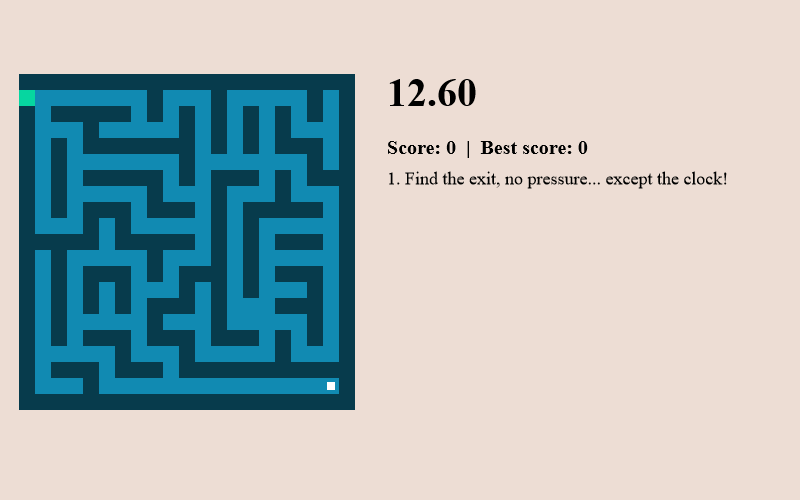 12.60
Score: 0 | Best score: 0
1. Find the exit, no pressure... except the clock!